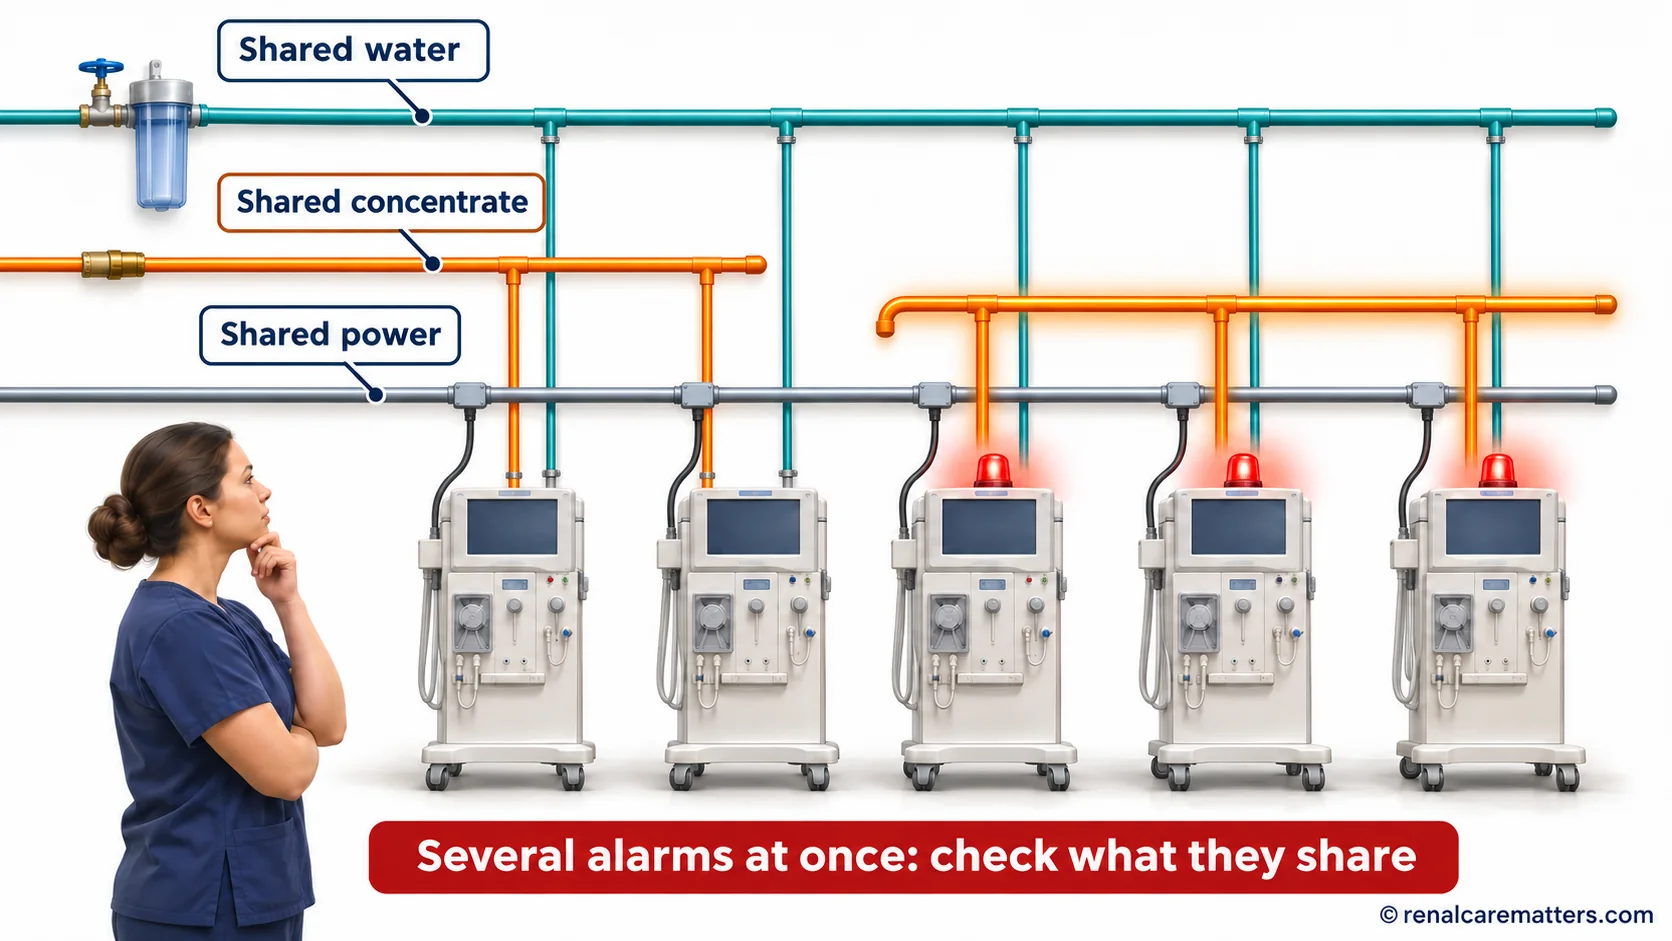 Shared water
Shared concentrate
Shared power
Several alarms at once: check what they share
© renalcarematters.com